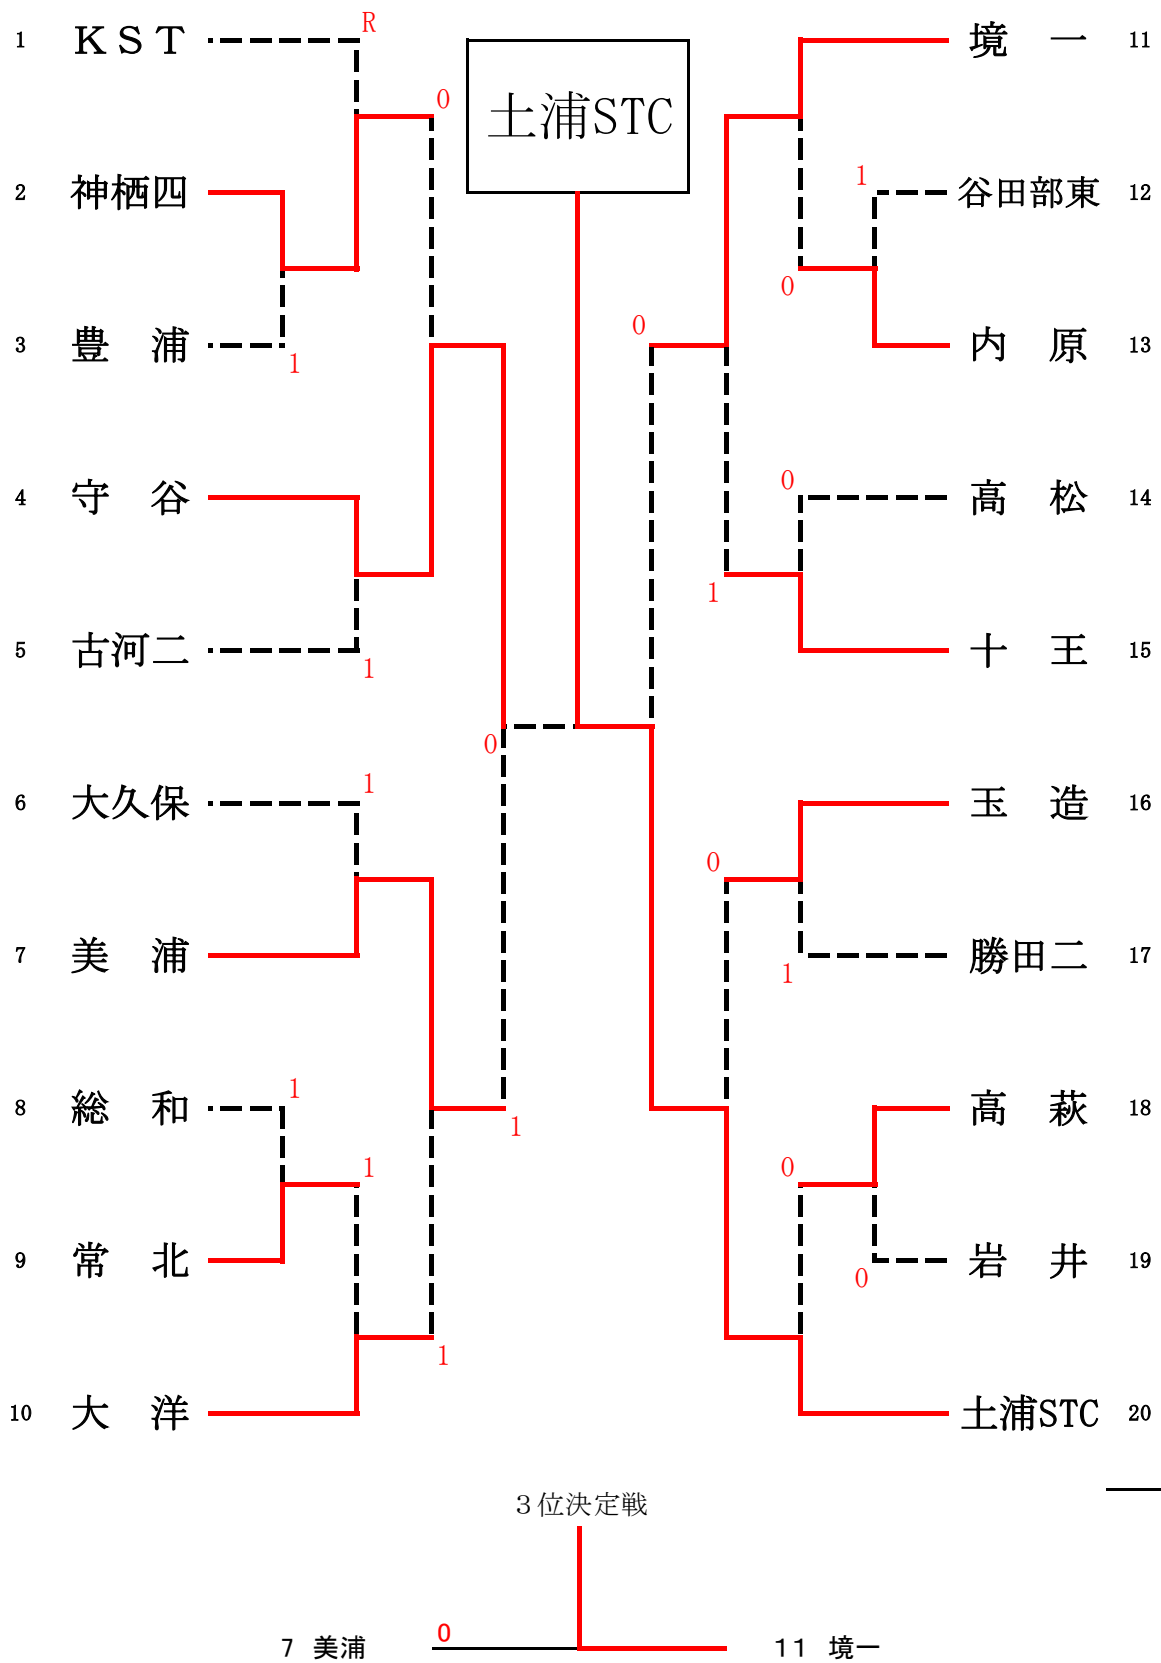 1 ＫＳＴ R
0
土浦STC
境 一 11
2 神栖四
1 谷田部東 12
0
3 豊 浦 1
0
内 原 13
4 守 谷
0 高 松 14
1
5 古河二 1
十 王 15
0
6 大久保 1
玉 造 16
0
7 美 浦
1 勝田二 17
8 総 和 1
1
高 萩 18
1
0
9 常 北
0 岩 井 19
1
10 大 洋
土浦STC 20
３位決定戦
7 美浦 0 11 境一